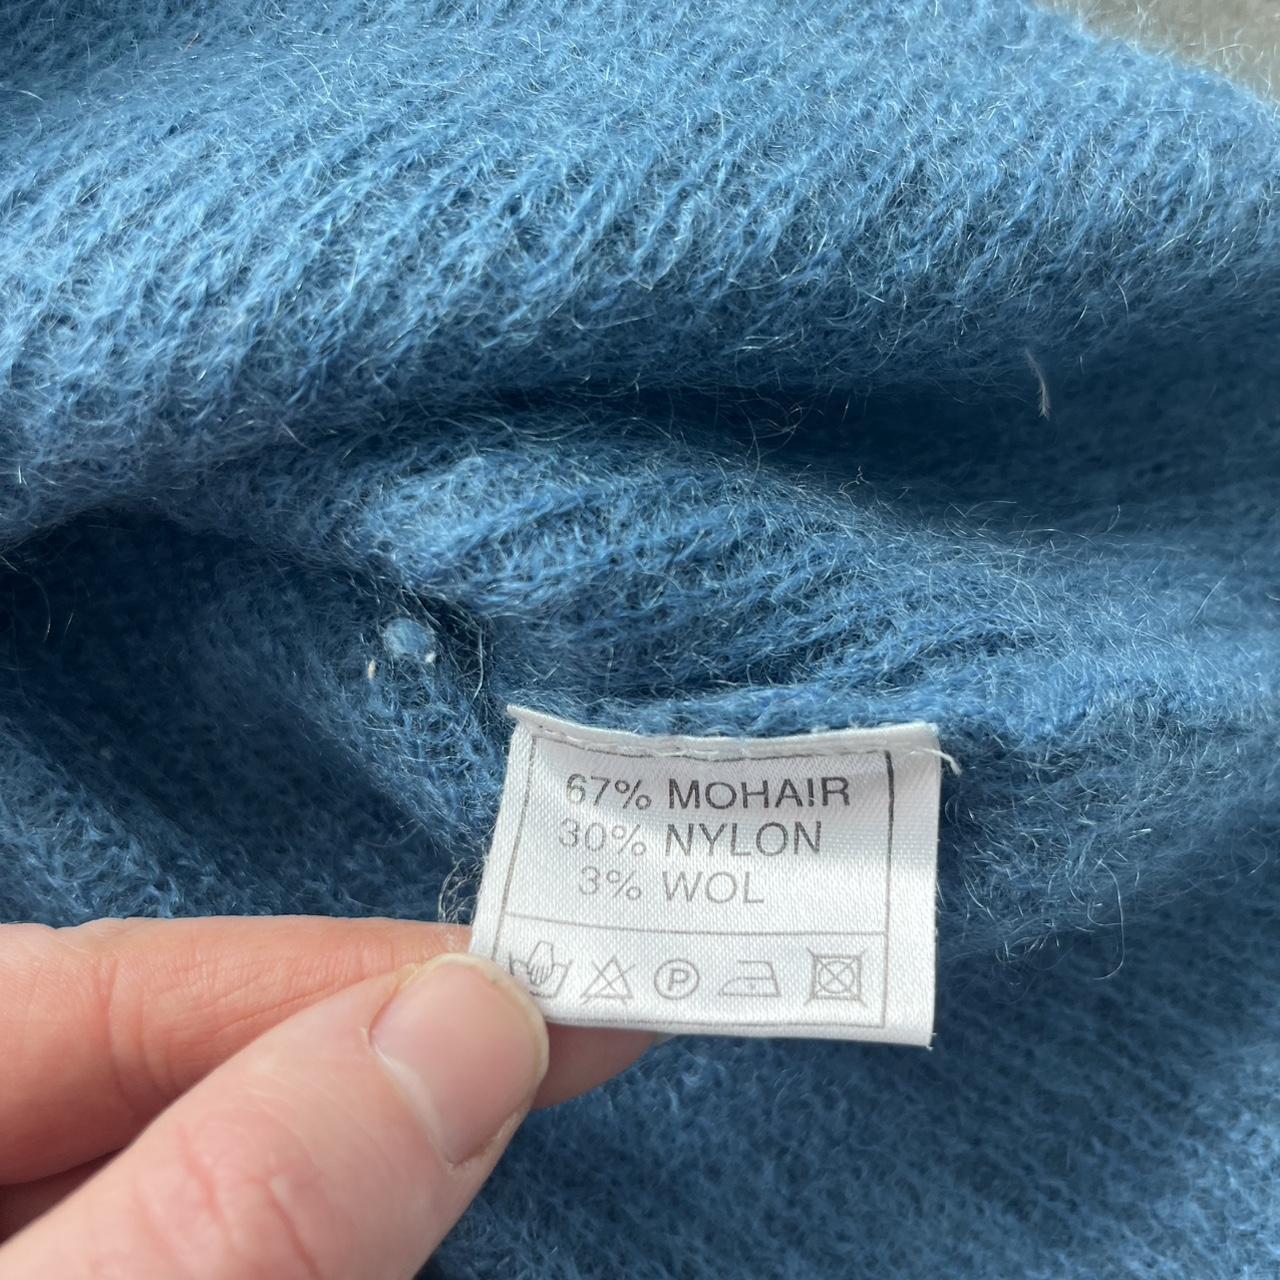 67% MOHAIR
30% NYLON
3% WOL
P